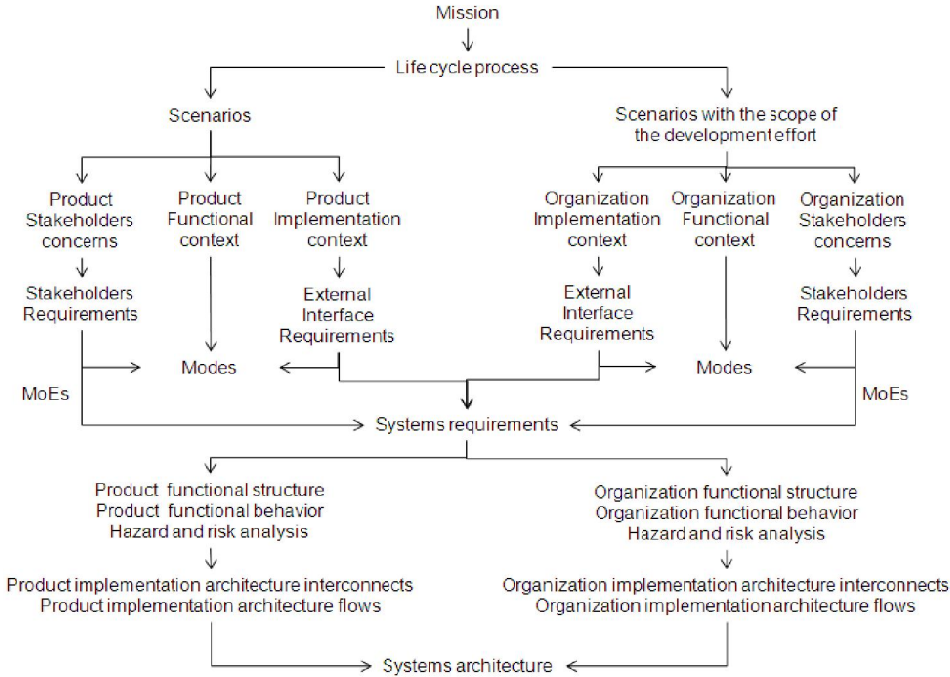 Mission
Life cycle process
Scenarios
Scenarios with the scope of
the development effort
Product
Stakeholders
concerns
Product
Functional
context
Product
Implementation
context
Organization
Implementation
context
Organization
Functional
context
Organization
Stakeholders
concerns
Stakeholders
Requirements
External
Interface
Requirements
External
Interface
Requirements
Stakeholders
Requirements
Modes
Modes
MoEs
MoEs
Systems requirements
Product functional structure
Product functional behavior
Hazard and risk analysis
Organization functional structure
Organization functional behavior
Hazard and risk analysis
Product implementation architecture interconnects
Product implementation architecture flows
Organization implementation architecture interconnects
Organization implementation architecture flows
Systems architecture